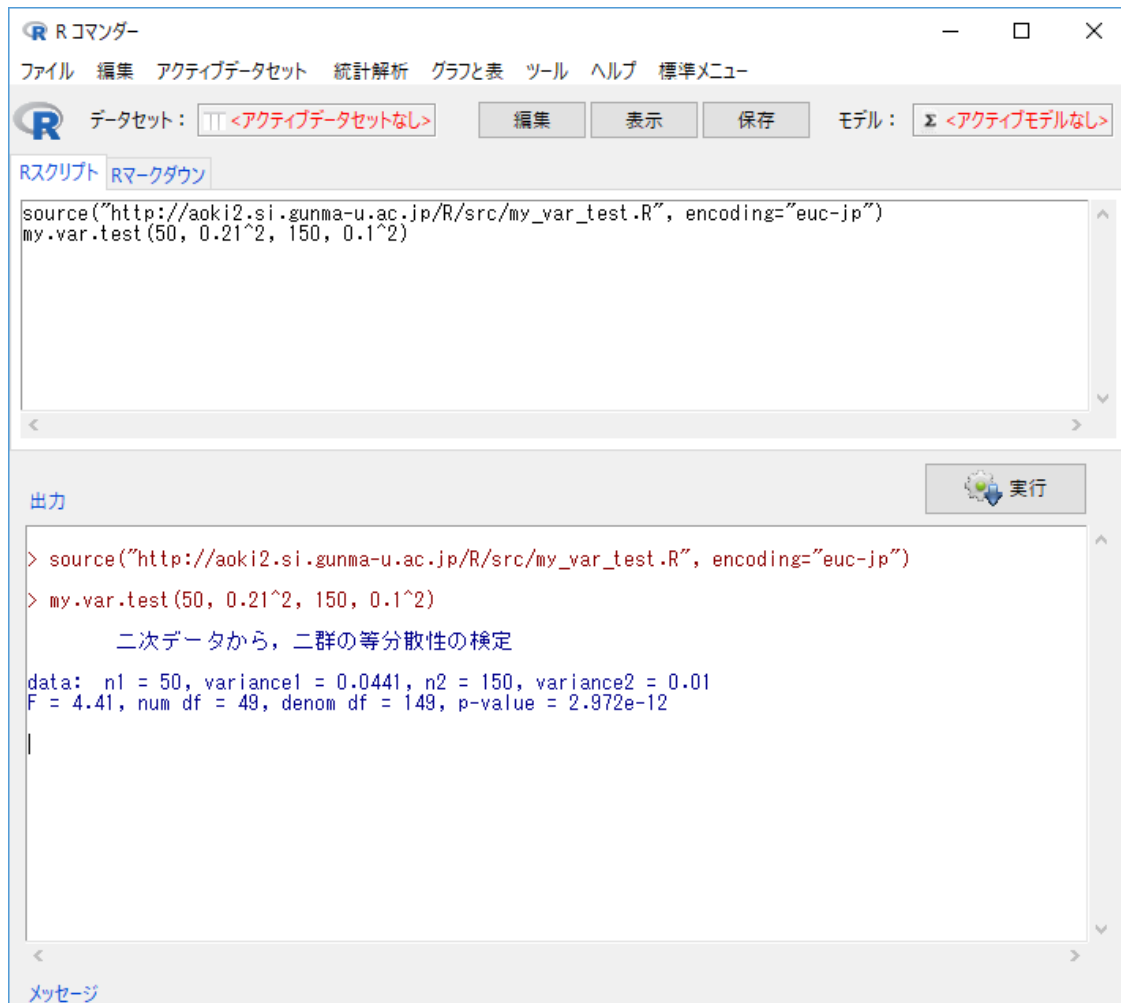 R コマンダー
ファイル 編集 アクティブデータセット 統計解析 グラフと表 ツール ヘルプ 標準メニュー
R データセット： <アクティブデータセットなし> 編集 表示 保存 モデル： Σ <アクティブモデルなし>
Rスクリプト Rマークダウン
source("http://aoki2.si.gunma-u.ac.jp/R/src/my_var_test.R", encoding="euc-jp")
my.var.test(50, 0.21^2, 150, 0.1^2)
実行
出力
> source("http://aoki2.si.gunma-u.ac.jp/R/src/my_var_test.R", encoding="euc-jp")
> my.var.test(50, 0.21^2, 150, 0.1^2)
二次データから，二群の等分散性の検定
data:  n1 = 50, variance1 = 0.0441, n2 = 150, variance2 = 0.01
F = 4.41, num df = 49, denom df = 149, p-value = 2.972e-12
メッセージ